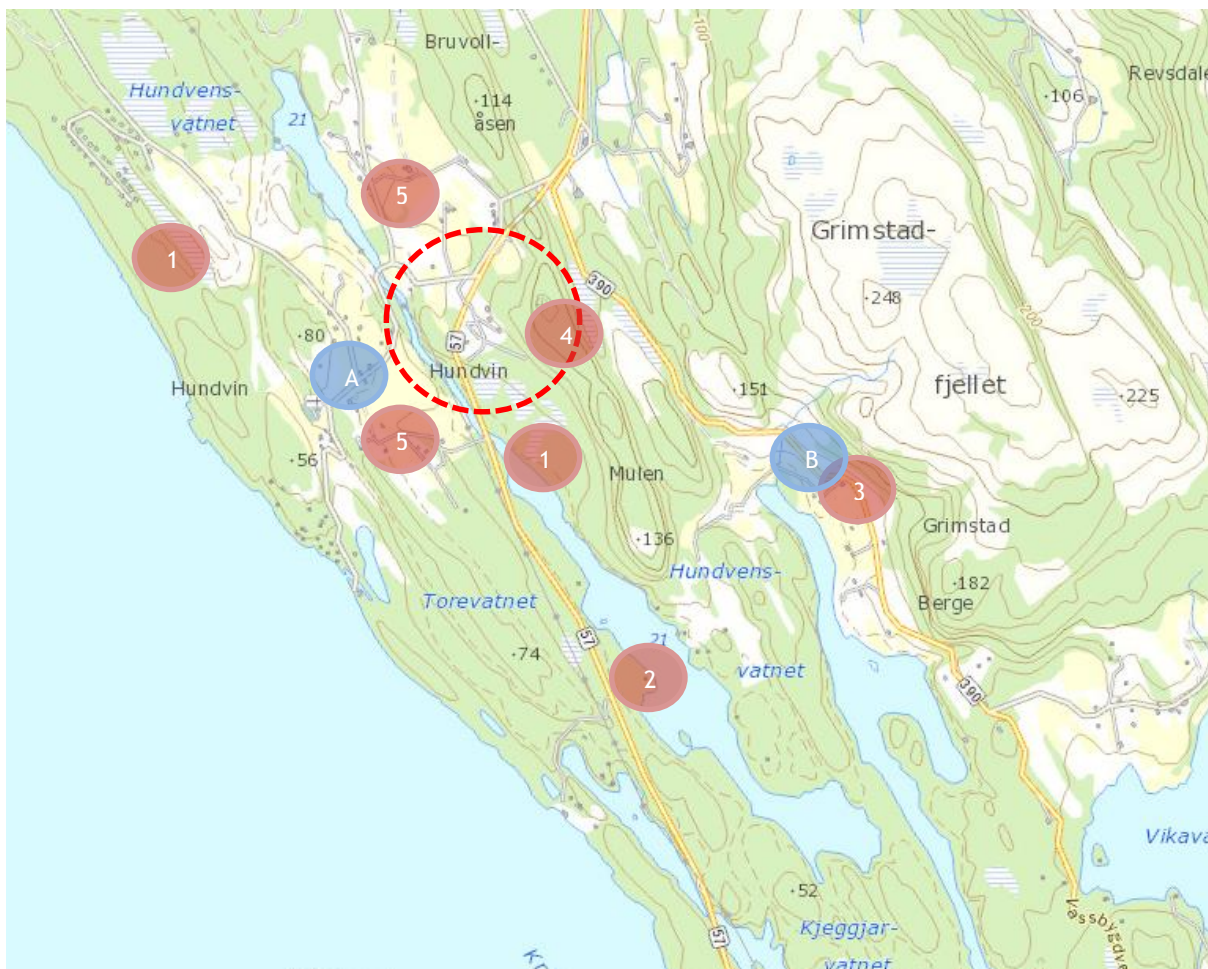 Bruvoll-
Revsdale
Hundvens-
vatnet
·114
åsen
·106
21
5
Grimstad-
1
·248
390
200
100
4
·80
57
A
Hundvin
Hundvin
·151
fjellet
·225
5
·56
1
Mulen
B
3
Grimstad
·136
Hundvens-
·182
Berge
Torevatnet
57
21
·74
2
vatnet
390
Vikava
·52
Vassbygdve
Kjeggjar-
vatnet
57